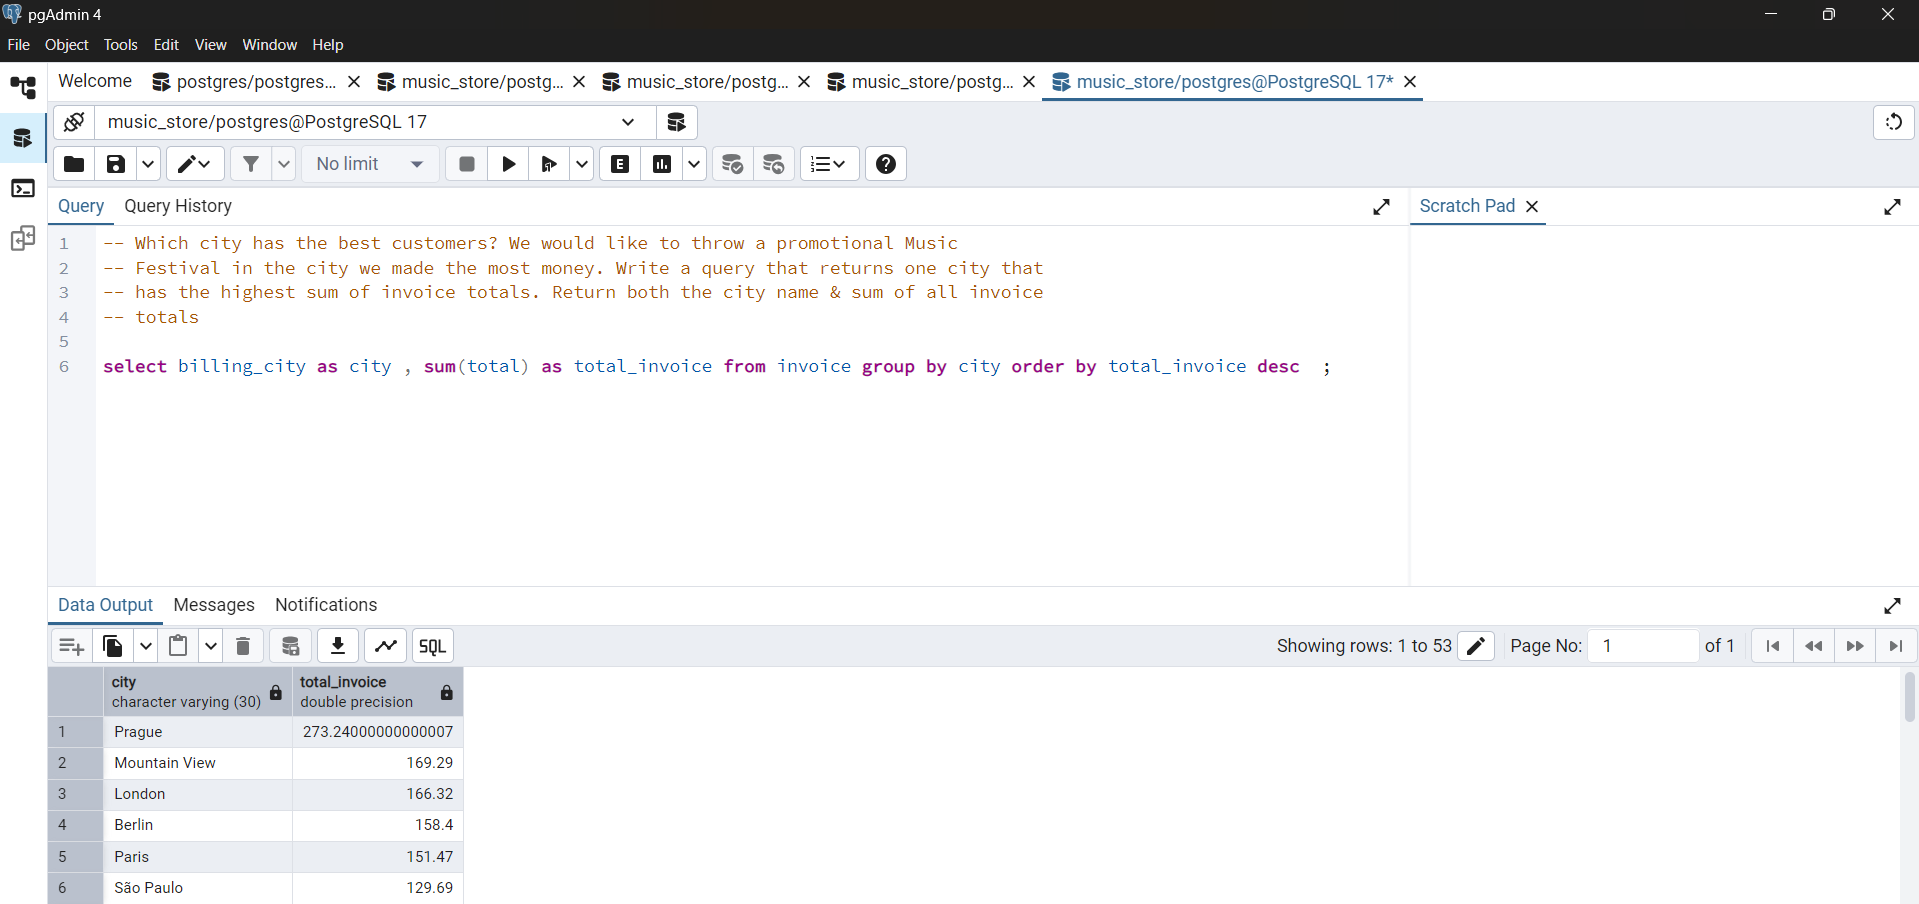 pgAdmin 4
File Object Tools Edit View Window Help
Welcome postgres/postgres... music_store/postg... music_store/postg... music_store/postg... music_store/postgres@PostgreSQL 17*
music_store/postgres@PostgreSQL 17
No limit E
Query Query History Scratch Pad
1 -- Which city has the best customers? We would like to throw a promotional Music
2 -- Festival in the city we made the most money. Write a query that returns one city that
3 -- has the highest sum of invoice totals. Return both the city name & sum of all invoice
4 -- totals
5
6 select billing_city as city , sum(total) as total_invoice from invoice group by city order by total_invoice desc ;
Data Output Messages Notifications
SQL Showing rows: 1 to 53 Page No: 1 of 1
city total_invoice
character varying (30) double precision
1 Prague 273.24000000000007
2 Mountain View 169.29
3 London 166.32
4 Berlin 158.4
5 Paris 151.47
6 São Paulo 129.69